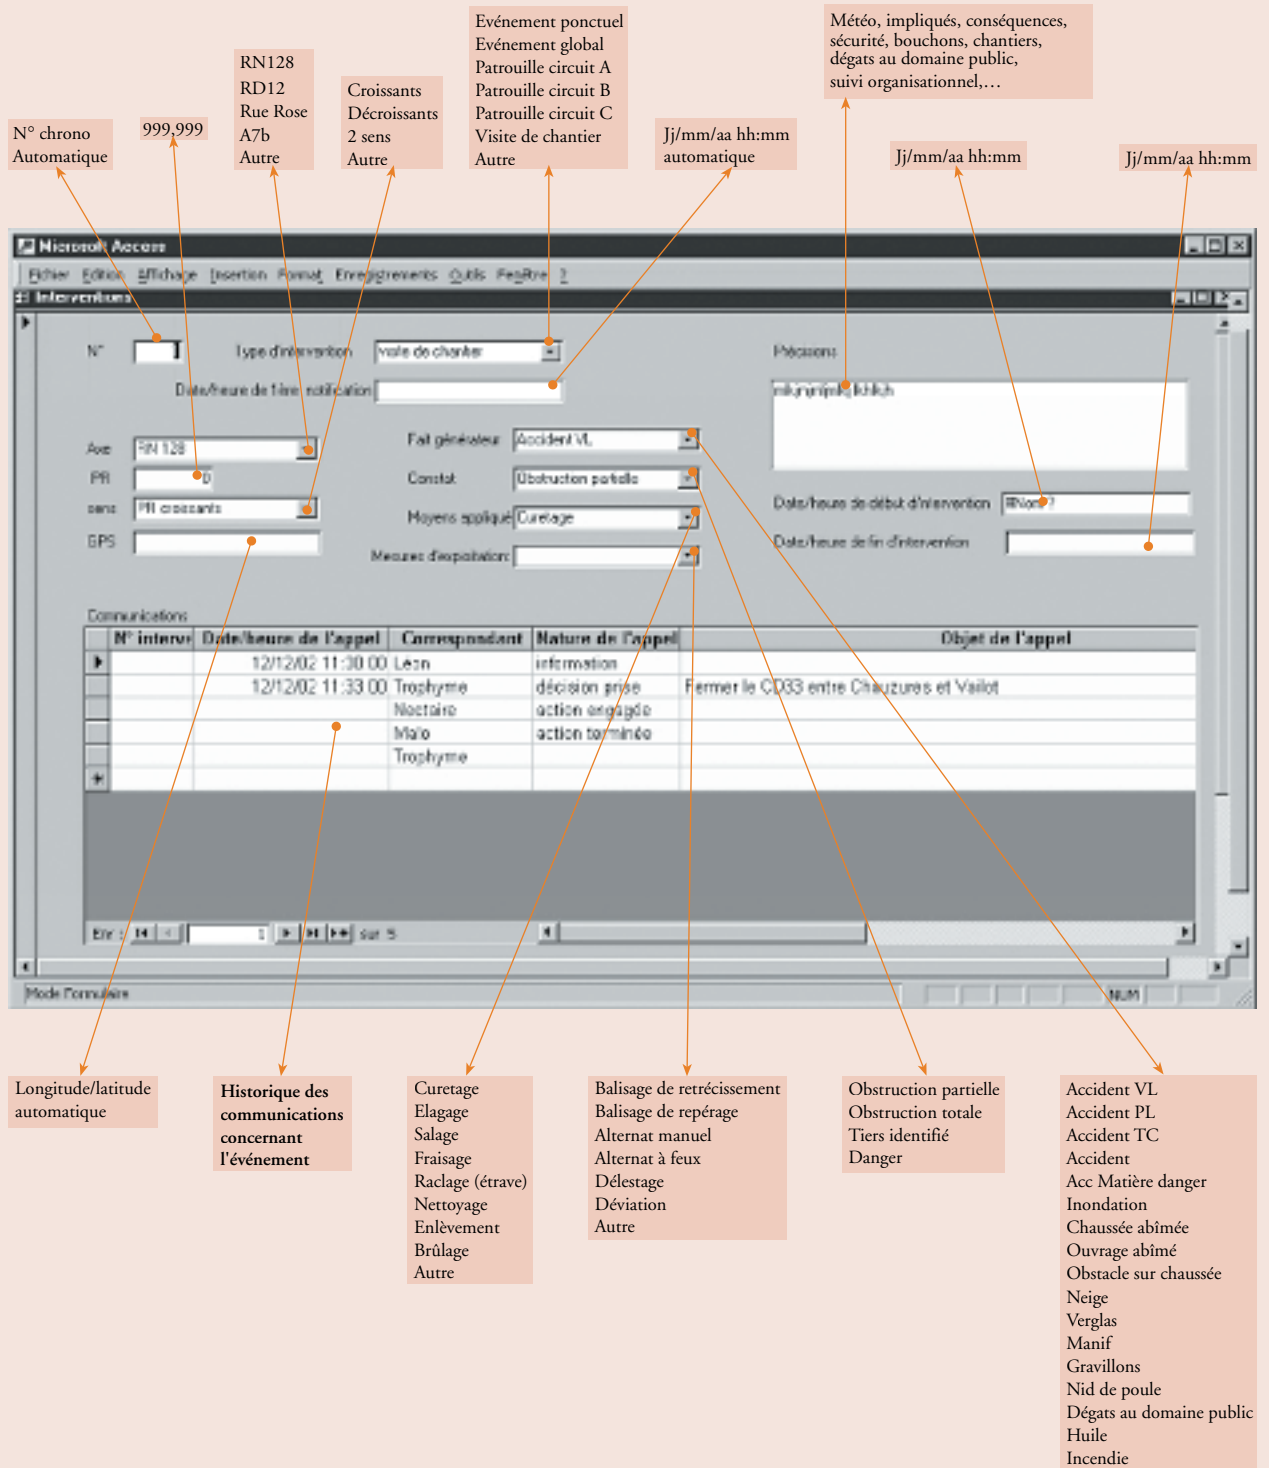 Evénement ponctuel
Evénement global
Patrouille circuit A
Patrouille circuit B
Patrouille circuit C
Visite de chantier
Autre
Météo, impliqués, conséquences,
sécurité, bouchons, chantiers,
dégats au domaine public,
suivi organisationnel,…
RN128
RD12
Rue Rose
A7b
Autre
Croissants
Décroissants
2 sens
Autre
N° chrono
Automatique
999,999
Jj/mm/aa hh:mm
automatique
Jj/mm/aa hh:mm
Jj/mm/aa hh:mm
Microsoft Access
Fichier Edition Affichage Insertion Format Enregistrements Outils Fenêtre ?
Interventions
N°
Type d'intervention
visite de chantier
Précisions
Date/heure de 1ère notification
Axe
RN 128
Fait générateur
Accident VL
PR
0
Constat
Obstruction partielle
sens
PR croissants
Moyens appliqué
Curetage
Date/heure de début d'intervention
GPS
Mesures d'exploitation:
Date/heure de fin d'intervention
Communications
N° interve Date/heure de l'appel Correspondant Nature de l'appel Objet de l'appel
12/12/02 11:30:00 Léon information
12/12/02 11:33:00 Trophyme décision prise Fermer le CD33 entre Chauzures et Vailot
Nectaire action engagée
Malo action terminée
Trophyme
Enr : 1 sur 5
Mode Formulaire
NUM
Longitude/latitude
automatique
Historique des
communications
concernant
l'événement
Curetage
Elagage
Salage
Fraisage
Raclage (étrave)
Nettoyage
Enlèvement
Brûlage
Autre
Balisage de retrécissement
Balisage de repérage
Alternat manuel
Alternat à feux
Délestage
Déviation
Autre
Obstruction partielle
Obstruction totale
Tiers identifié
Danger
Accident VL
Accident PL
Accident TC
Accident
Acc Matière danger
Inondation
Chaussée abîmée
Ouvrage abîmé
Obstacle sur chaussée
Neige
Verglas
Manif
Gravillons
Nid de poule
Dégats au domaine public
Huile
Incendie